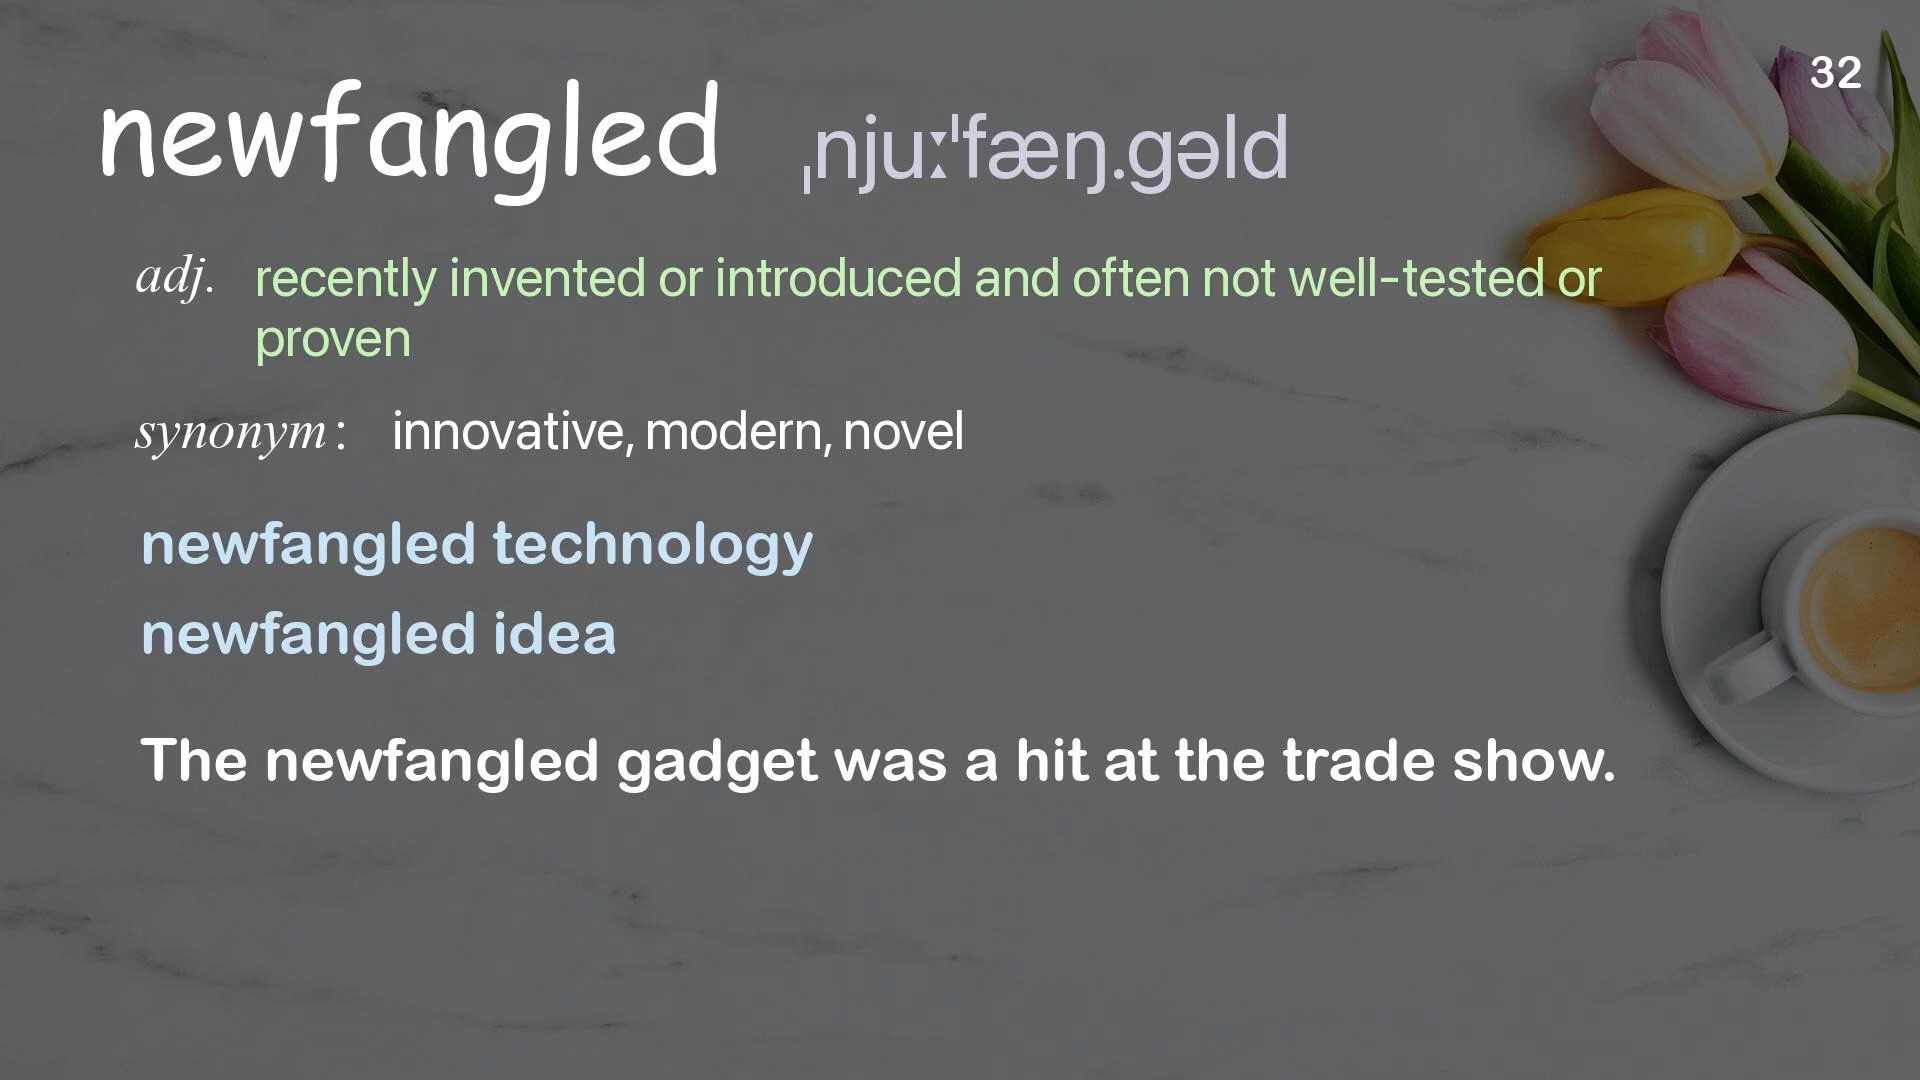 32
newfangled ˌnjuːˈfæŋ.ɡəld
adj. recently invented or introduced and often not well-tested or
proven
synonym: innovative, modern, novel
newfangled technology
newfangled idea
The newfangled gadget was a hit at the trade show.